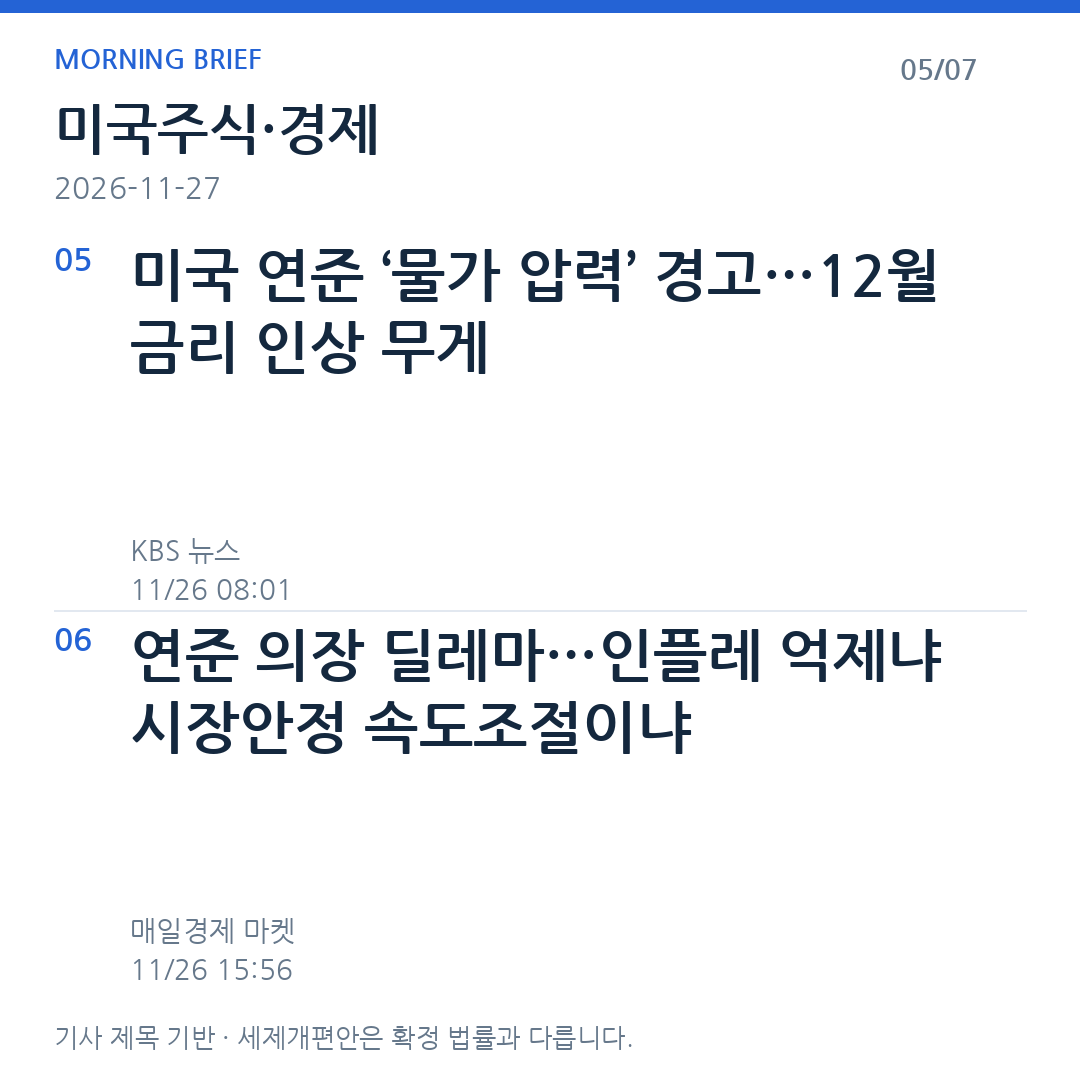 MORNING BRIEF
05/07
미국주식·경제
2026-11-27
05
미국 연준 ‘물가 압력’ 경고…12월
금리 인상 무게
KBS 뉴스
11/26 08:01
06
연준 의장 딜레마…인플레 억제냐
시장안정 속도조절이냐
매일경제 마켓
11/26 15:56
기사 제목 기반 · 세제개편안은 확정 법률과 다릅니다.